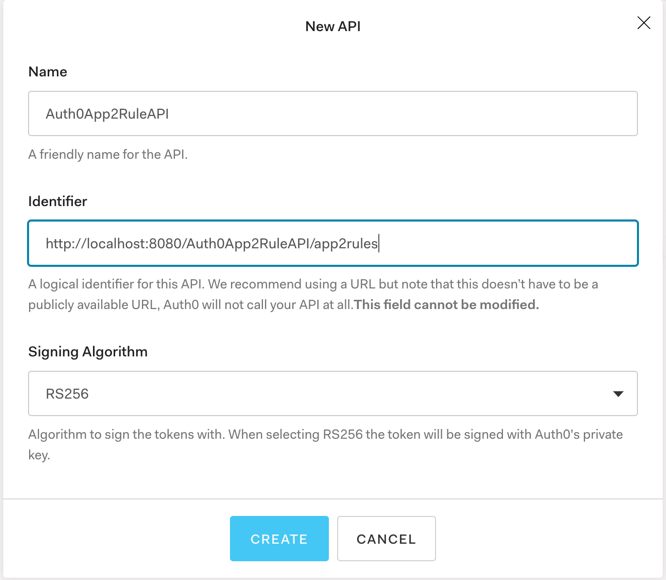 New API
Name
Auth0App2RuleAPI
A friendly name for the API.
Identifier
http://localhost:8080/Auth0App2RuleAPI/app2rules
A logical identifier for this API. We recommend using a URL but note that this doesn't have to be a
publicly available URL, Auth0 will not call your API at all.This field cannot be modified.
Signing Algorithm
RS256
Algorithm to sign the tokens with. When selecting RS256 the token will be signed with Auth0's private
key.
CREATE CANCEL